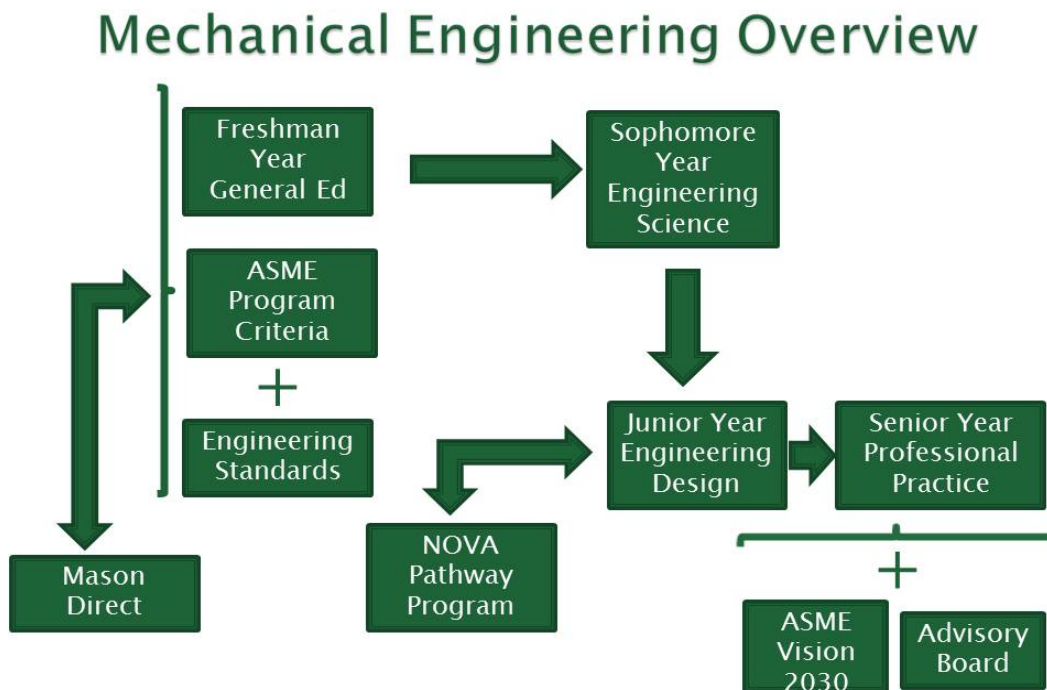 Mechanical Engineering Overview
Freshman
Year
General Ed
Sophomore
Year
Engineering
Science
ASME
Program
Criteria
+
Engineering
Standards
Junior Year
Engineering
Design
Senior Year
Professional
Practice
Mason
Direct
NOVA
Pathway
Program
+
ASME
Vision
2030
Advisory
Board